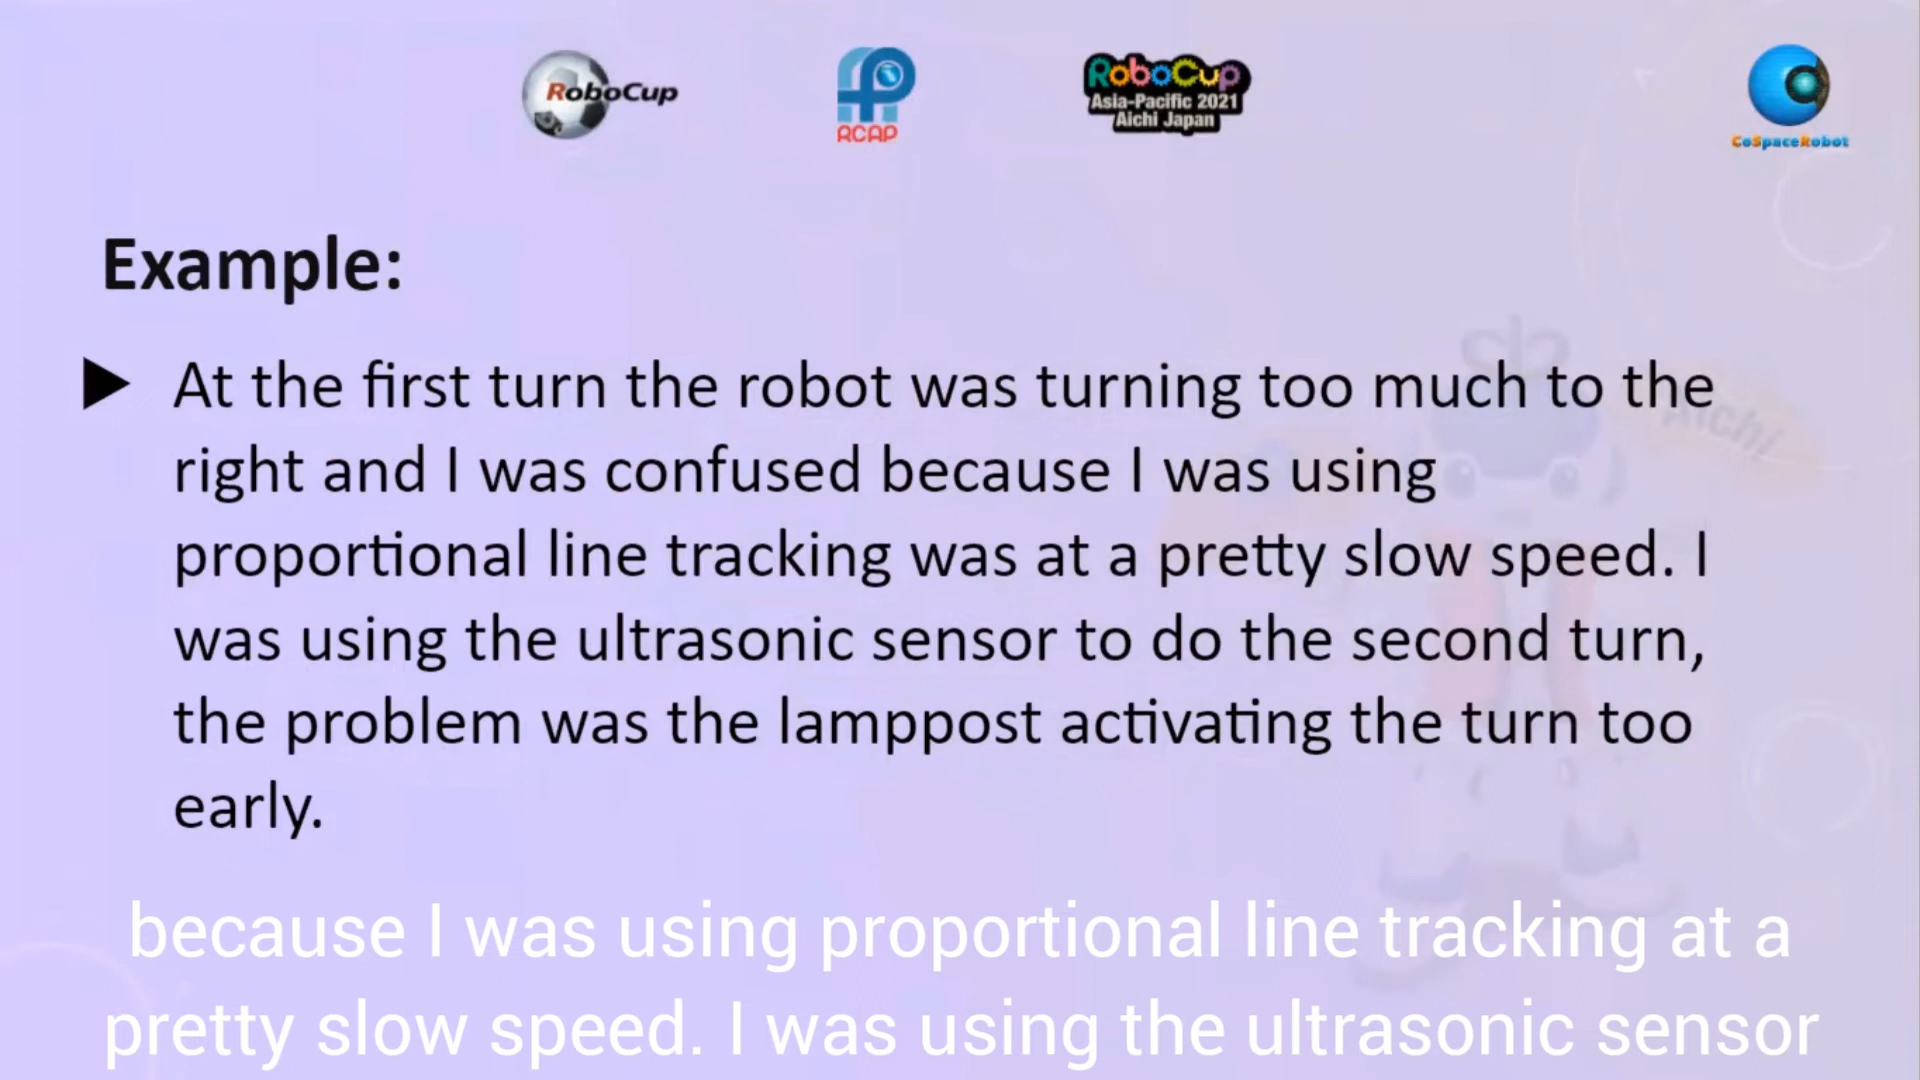 RoboCup
RCAP
RoboCup
Asia-Pacific 2021
Aichi Japan
CoSpaceRobot
Example:
At the first turn the robot was turning too much to the
right and I was confused because I was using
proportional line tracking was at a pretty slow speed. I
was using the ultrasonic sensor to do the second turn,
the problem was the lamppost activating the turn too
early.
Aichi
because I was using proportional line tracking at a
pretty slow speed. I was using the ultrasonic sensor